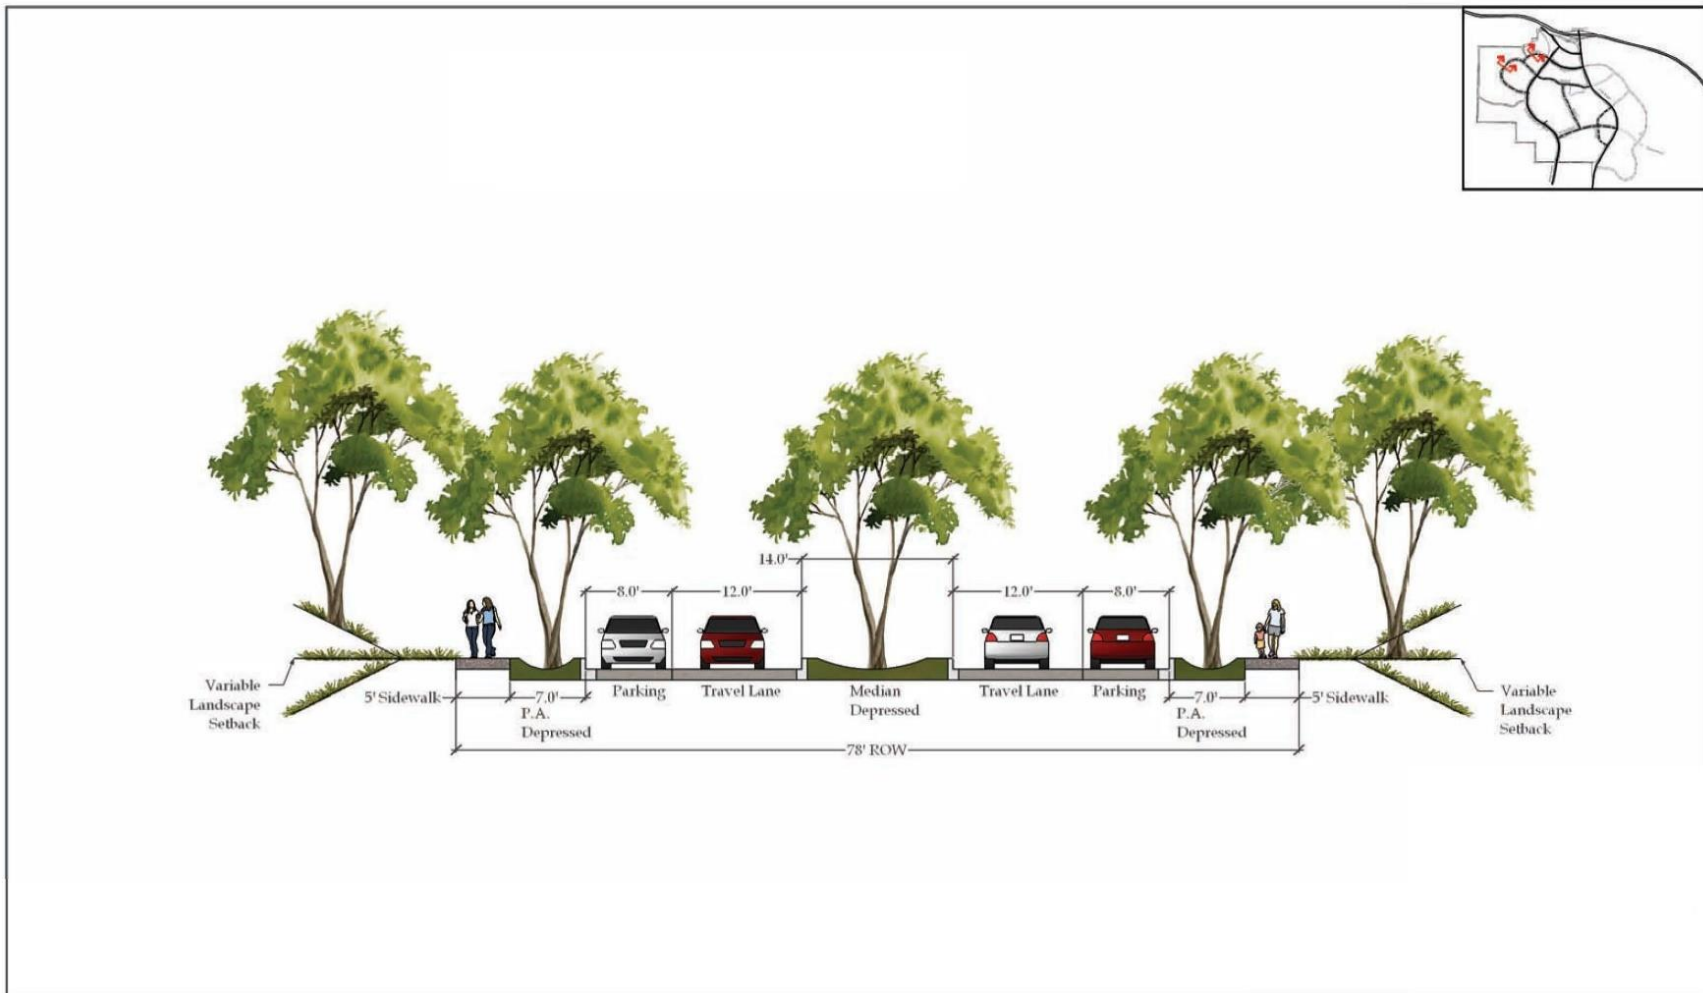 14.0'
8.0'
12.0'
12.0'
8.0'
Variable
Landscape
Setback
5' Sidewalk
7.0'
P.A.
Depressed
Parking
Travel Lane
Median
Depressed
Travel Lane
Parking
7.0'
P.A.
Depressed
5' Sidewalk
Variable
Landscape
Setback
78' ROW